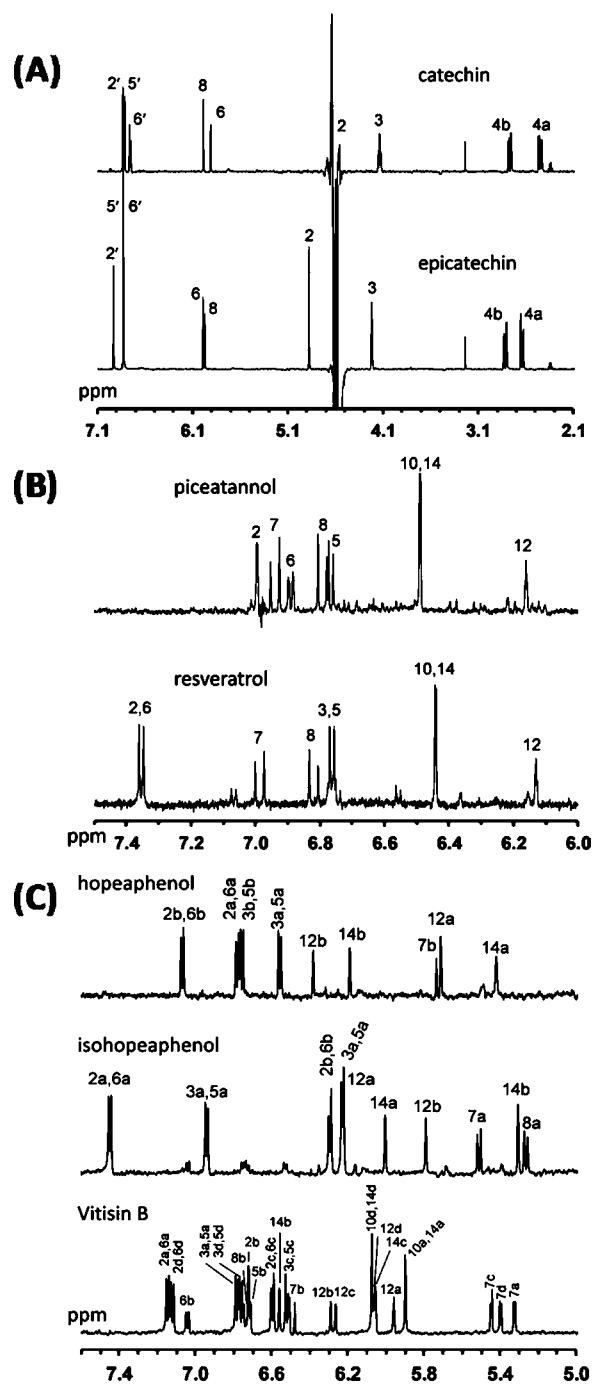 (A)
catechin
2′ 5′
6′
8
6
2
3
4b
4a
epicatechin
5′ 6′
2′
6
8
2
3
4b
4a
ppm
7.1 6.1 5.1 4.1 3.1 2.1
(B)
piceatannol
2
7
6
8
5
10,14
12
resveratrol
2,6
7
8
3,5
10,14
12
ppm
7.4 7.2 7.0 6.8 6.6 6.4 6.2 6.0
(C)
hopeaphenol
2b,6b
2a,6a
3b,5b
3a,5a
12b
14b
7b
12a
14a
isohopeaphenol
2a,6a
3a,5a
2b,6b
3a,5a
12a
14a
12b
7a
14b
8a
Vitisin B
2a,6a
2d,6d
6b
3a,5a
3d,5d
8b
2b
5b
2c,6c
14b
3c,5c
7b
12b
12c
10d,14d
12d
14c
12a
10a,14a
7c
7d
7a
ppm
7.4 7.0 6.6 6.2 5.8 5.4 5.0